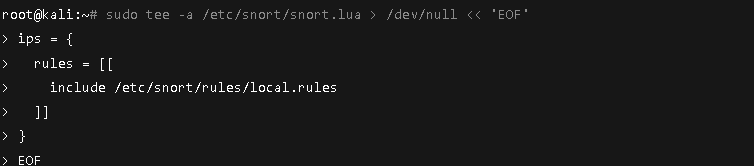 root@kali:~# sudo tee -a /etc/snort/snort.lua > /dev/null << 'EOF'
> ips = {
>   rules = [[
>     include /etc/snort/rules/local.rules
>   ]]
> }
> EOF